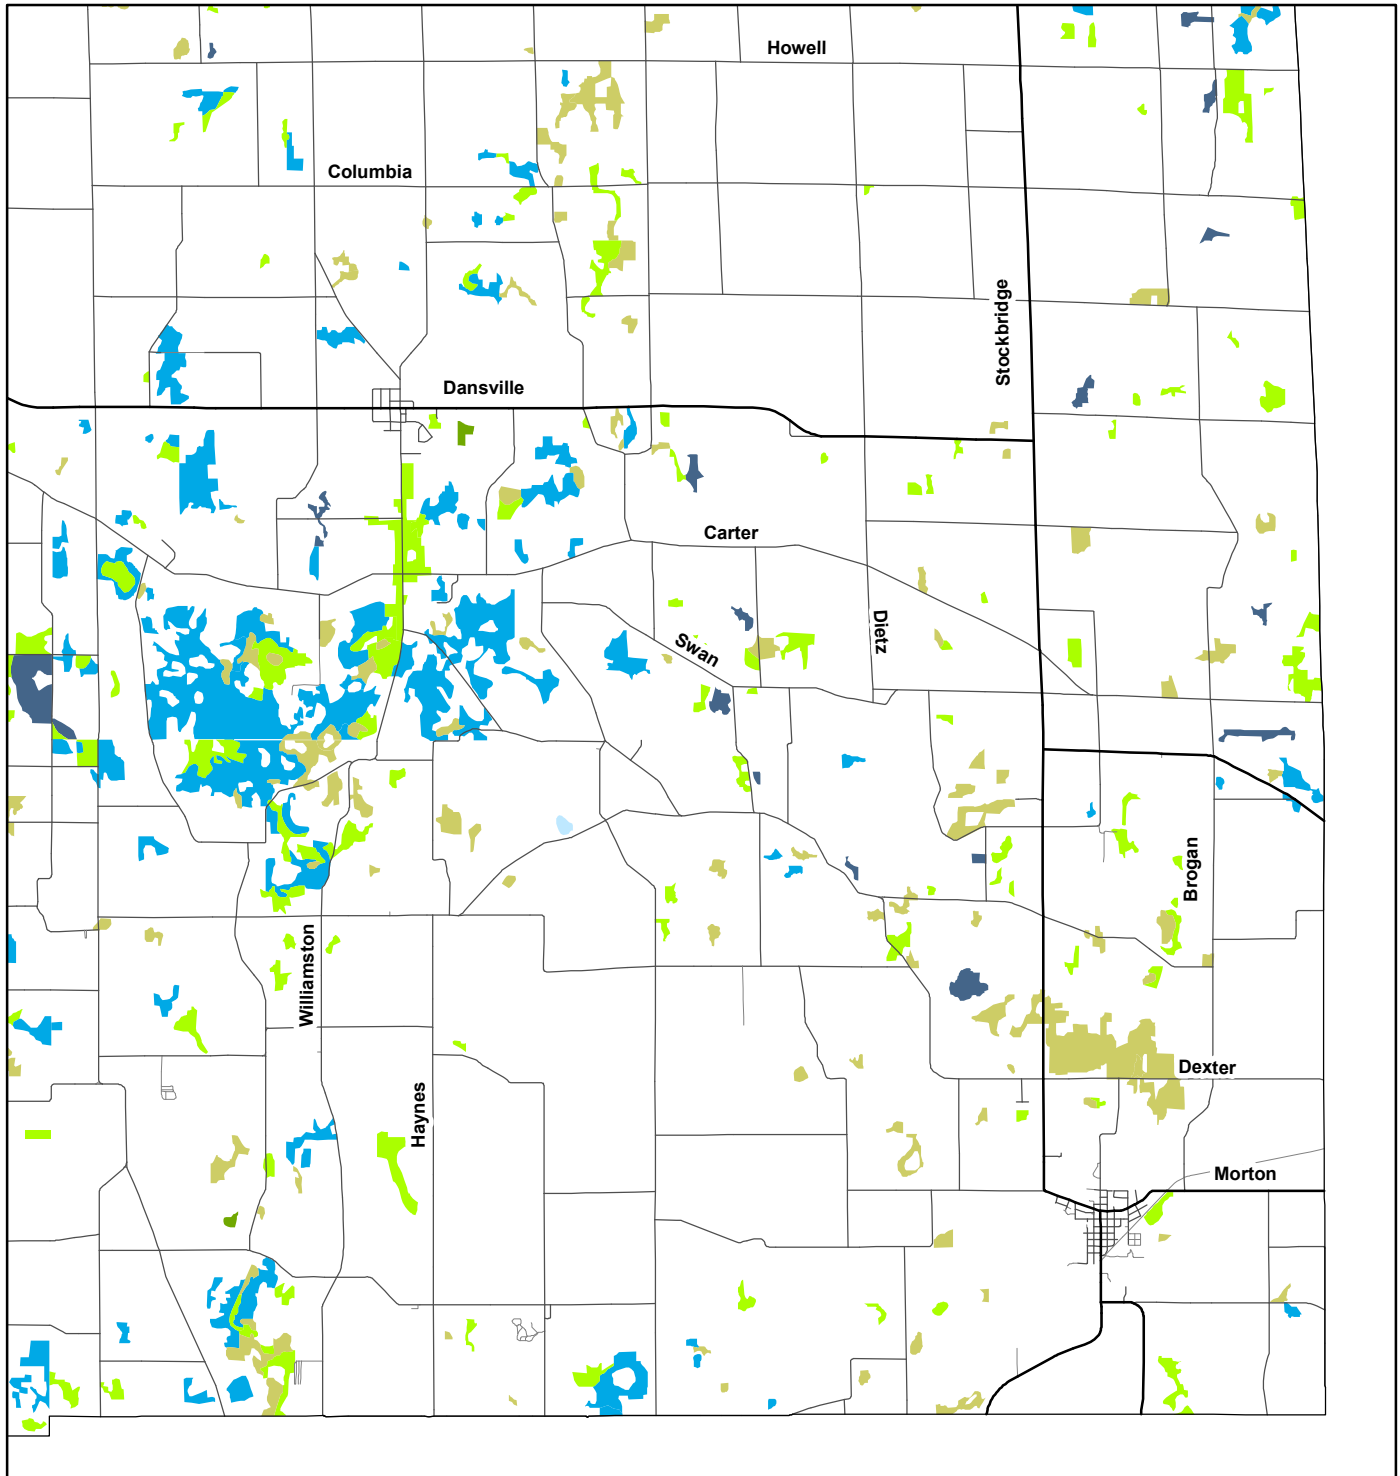 Howell
Columbia
Stockbridge
Dansville
Carter
Dietz
Swan
Brogan
Williamston
Dexter
Haynes
Morton